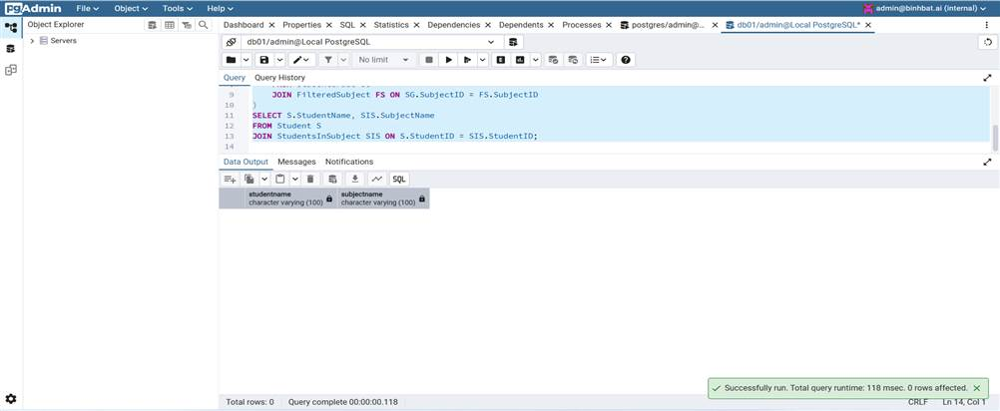 pgAdmin File Object Tools Help admin@binhbat.ai (internal)
Object Explorer
Dashboard Properties SQL Statistics Dependencies Dependents Processes postgres/admin@... db01/admin@Local PostgreSQL*
Servers
db01/admin@Local PostgreSQL
No limit
Query Query History
9 JOIN FilteredSubject FS ON SG.SubjectID = FS.SubjectID
10 )
11 SELECT S.StudentName, SIS.SubjectName
12 FROM Student S
13 JOIN StudentsInSubject SIS ON S.StudentID = SIS.StudentID;
14
Data Output Messages Notifications
SQL
studentname
character varying (100)
subjectname
character varying (100)
Successfully run. Total query runtime: 118 msec. 0 rows affected.
Total rows: 0 Query complete 00:00:00.118 CRLF Ln 14, Col 1